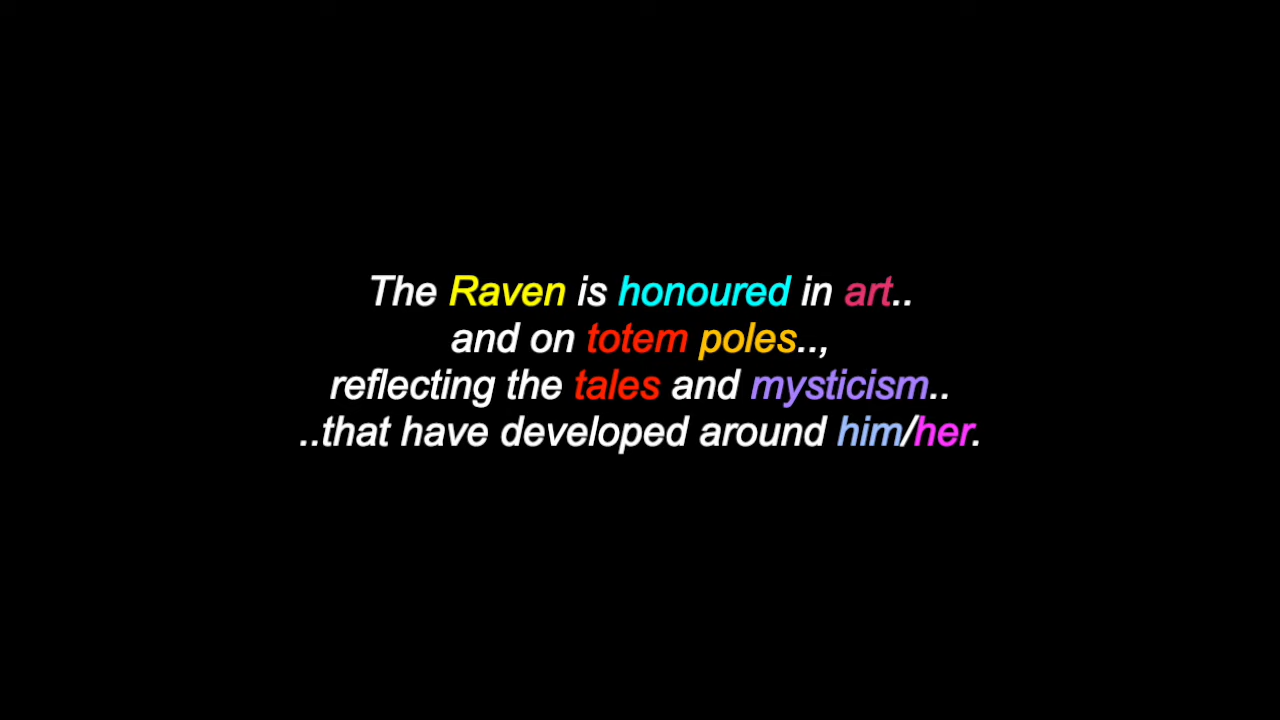 The Raven is honoured in art..
and on totem poles..,
reflecting the tales and mysticism..
..that have developed around him/her.